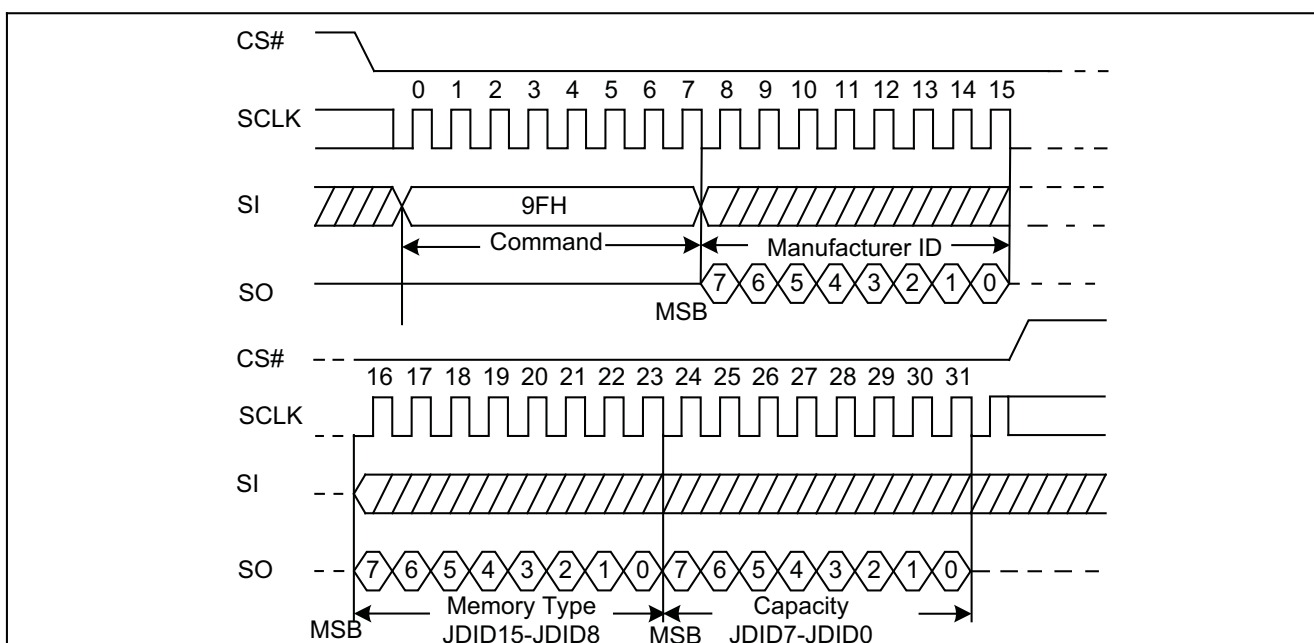 CS#
0 1 2 3 4 5 6 7 8 9 10 11 12 13 14 15
SCLK
SI
9FH
Command
Manufacturer ID
SO
7 6 5 4 3 2 1 0
MSB
CS#
16 17 18 19 20 21 22 23 24 25 26 27 28 29 30 31
SCLK
SI
SO
7 6 5 4 3 2 1 0 7 6 5 4 3 2 1 0
Memory Type Capacity
MSB JDID15-JDID8 MSB JDID7-JDID0